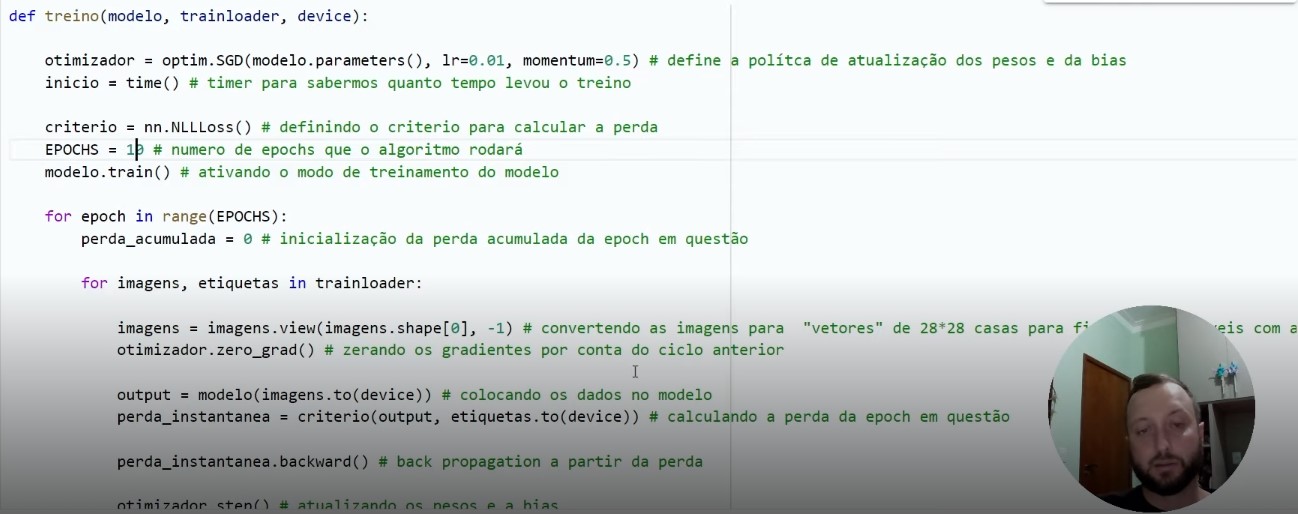 def treino(modelo, trainloader, device):
otimizador = optim.SGD(modelo.parameters(), lr=0.01, momentum=0.5) # define a polítca de atualização dos pesos e da bias
inicio = time() # timer para sabermos quanto tempo levou o treino
criterio = nn.NLLLoss() # definindo o criterio para calcular a perda
EPOCHS = 10 # numero de epochs que o algoritmo rodará
modelo.train() # ativando o modo de treinamento do modelo
for epoch in range(EPOCHS):
perda_acumulada = 0 # inicialização da perda acumulada da epoch em questão
for imagens, etiquetas in trainloader:
imagens = imagens.view(imagens.shape[0], -1) # convertendo as imagens para "vetores" de 28*28 casas para
otimizador.zero_grad() # zerando os gradientes por conta do ciclo anterior
output = modelo(imagens.to(device)) # colocando os dados no modelo
perda_instantanea = criterio(output, etiquetas.to(device)) # calculando a perda da epoch em questão
perda_instantanea.backward() # back propagation a partir da perda
otimizador.step() # atualizando os pesos e a bias